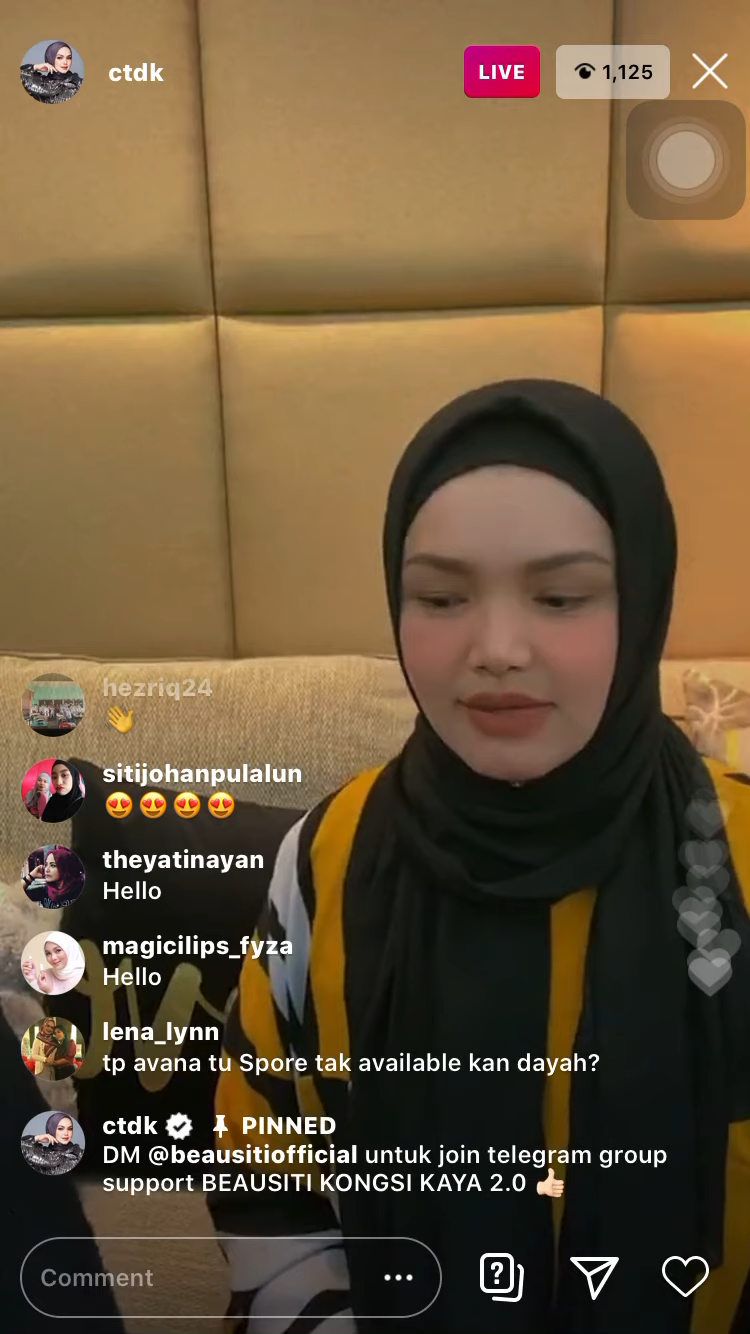 ctdk
LIVE
1,125
hezriq24
👋
sitijohanpulalun
😍😍😍😍
theyatinayan
Hello
magicilips_fyza
Hello
lena_lynn
tp avana tu Spore tak available kan dayah?
ctdk PINNED
DM @beausitiofficial untuk join telegram group
support BEAUSITI KONGSI KAYA 2.0 👍🏻
Comment